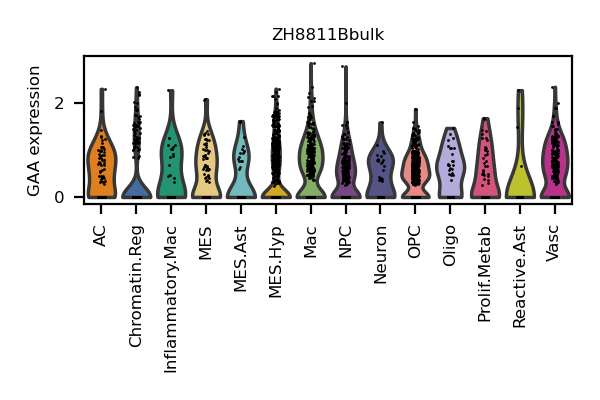 ZH8811Bbulk
GAA expression
2
0
AC
Chromatin.Reg
Inflammatory.Mac
MES
MES.Ast
MES.Hyp
Mac
NPC
Neuron
OPC
Oligo
Prolif.Metab
Reactive.Ast
Vasc